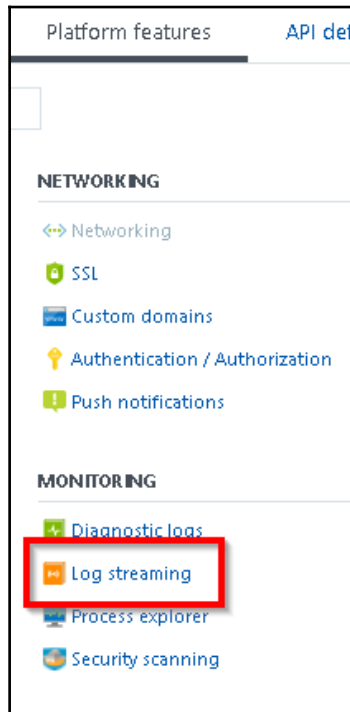 Platform features API def
NETWORKING
Networking
SSL
Custom domains
Authentication / Authorization
Push notifications
MONITORING
Diagnostic logs
Log streaming
Process explorer
Security scanning